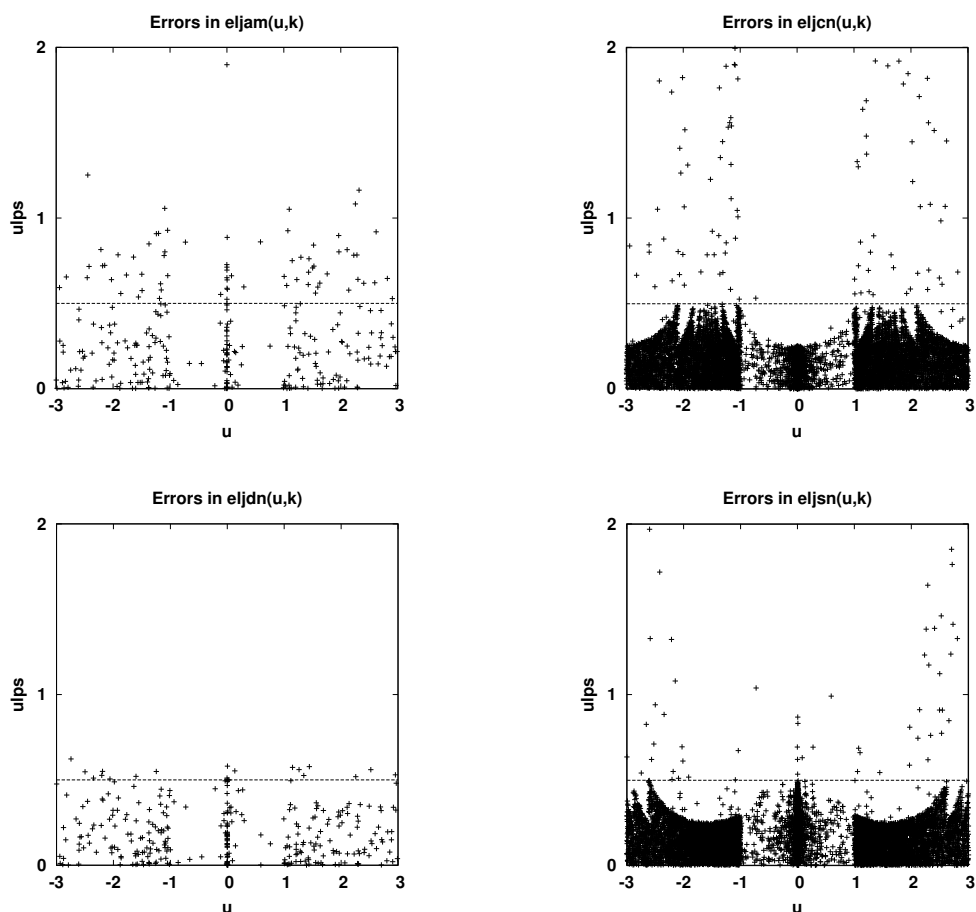 Errors in eljam(u,k)
2
1
0
ulps
-3 -2 -1 0 1 2 3
u
Errors in eljcn(u,k)
2
1
0
ulps
-3 -2 -1 0 1 2 3
u
Errors in eljdn(u,k)
2
1
0
ulps
-3 -2 -1 0 1 2 3
u
Errors in eljsn(u,k)
2
1
0
ulps
-3 -2 -1 0 1 2 3
u